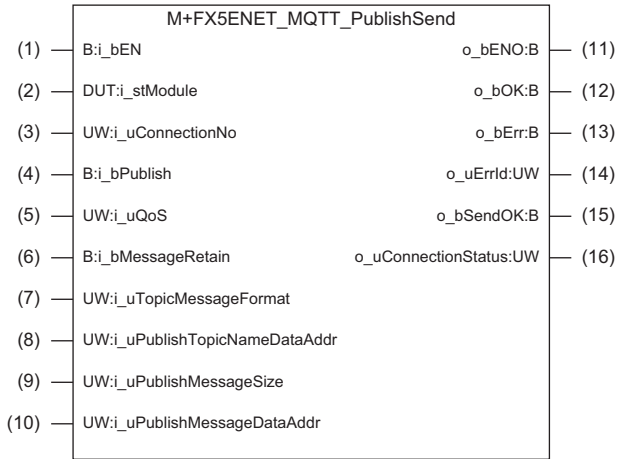 M+FX5ENET_MQTT_PublishSend
(1) B:i_bEN o_bENO:B (11)
(2) DUT:i_stModule o_bOK:B (12)
(3) UW:i_uConnectionNo o_bErr:B (13)
(4) B:i_bPublish o_uErrId:UW (14)
(5) UW:i_uQoS o_bSendOK:B (15)
(6) B:i_bMessageRetain o_uConnectionStatus:UW (16)
(7) UW:i_uTopicMessageFormat
(8) UW:i_uPublishTopicNameDataAddr
(9) UW:i_uPublishMessageSize
(10) UW:i_uPublishMessageDataAddr